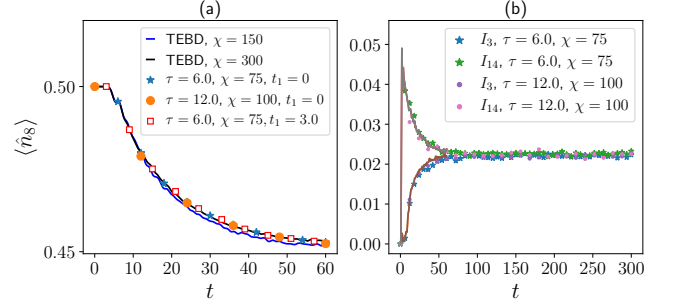 (a)
⟨n̂₈⟩
0.50
0.45
TEBD, χ = 150
TEBD, χ = 300
τ = 6.0, χ = 75, t₁ = 0
τ = 12.0, χ = 100, t₁ = 0
τ = 6.0, χ = 75, t₁ = 3.0
0 10 20 30 40 50 60
t
(b)
0.05
0.04
0.03
0.02
0.01
0.00
I₃, τ = 6.0, χ = 75
I₁₄, τ = 6.0, χ = 75
I₃, τ = 12.0, χ = 100
I₁₄, τ = 12.0, χ = 100
0 50 100 150 200 250 300
t